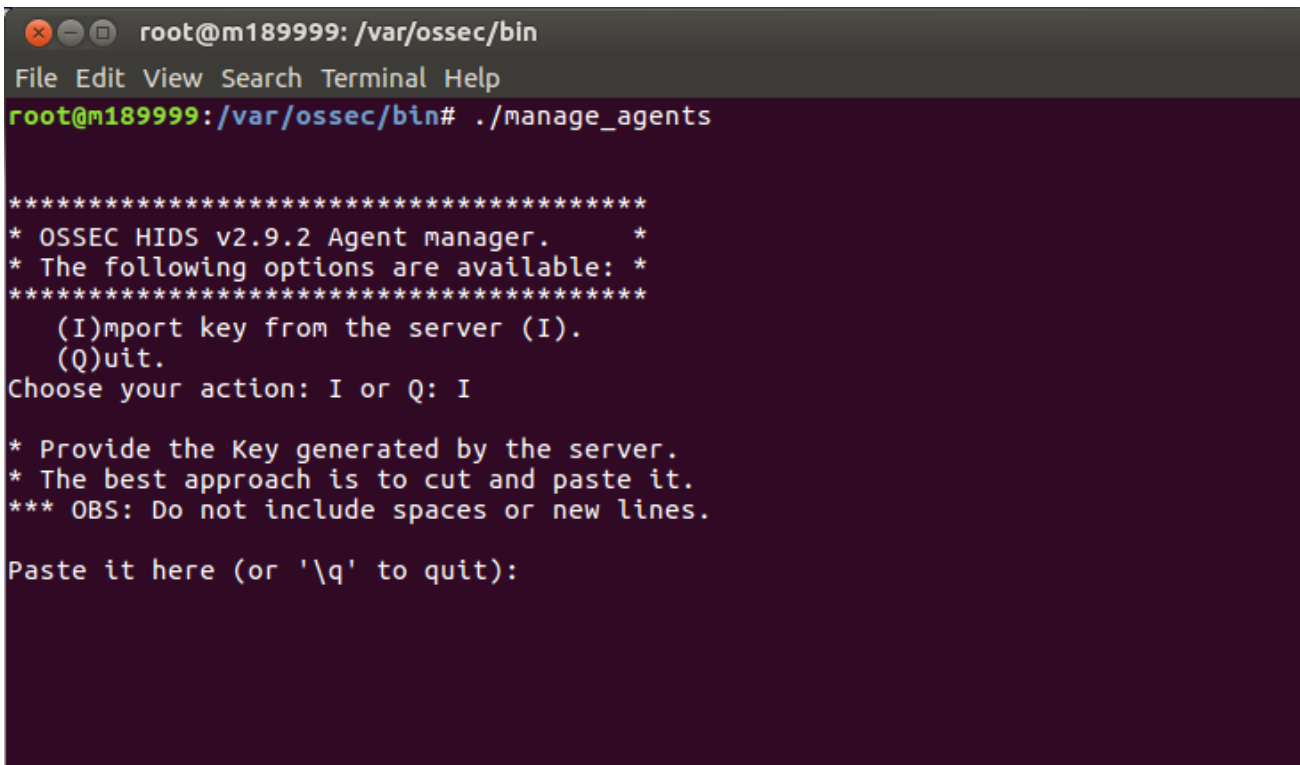 root@m189999: /var/ossec/bin
File Edit View Search Terminal Help
root@m189999:/var/ossec/bin# ./manage_agents
****************************************
* OSSEC HIDS v2.9.2 Agent manager.     *
* The following options are available: *
****************************************
   (I)mport key from the server (I).
   (Q)uit.
Choose your action: I or Q: I
* Provide the Key generated by the server.
* The best approach is to cut and paste it.
*** OBS: Do not include spaces or new lines.
Paste it here (or '\q' to quit):